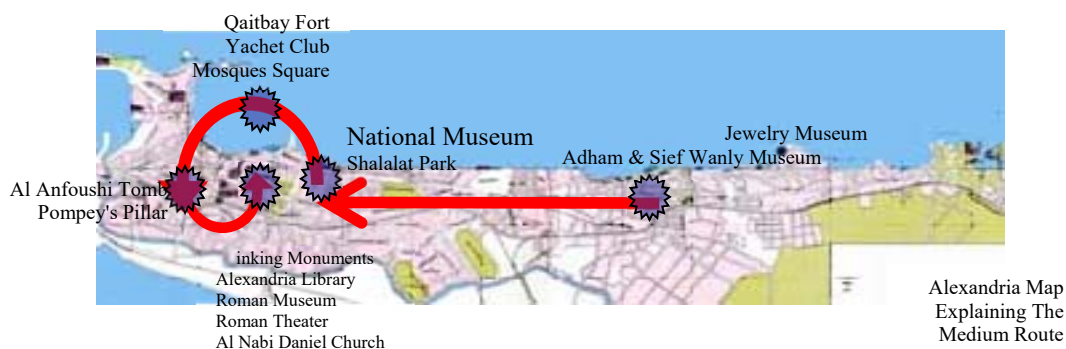 Qaitbay Fort
Yachet Club
Mosques Square
National Museum
Shalalat Park
Jewelry Museum
Adham & Sief Wanly Museum
Al Anfoushi Tomb
Pompey's Pillar
inking Monuments
Alexandria Library
Roman Museum
Roman Theater
Al Nabi Daniel Church
Alexandria Map
Explaining The
Medium Route